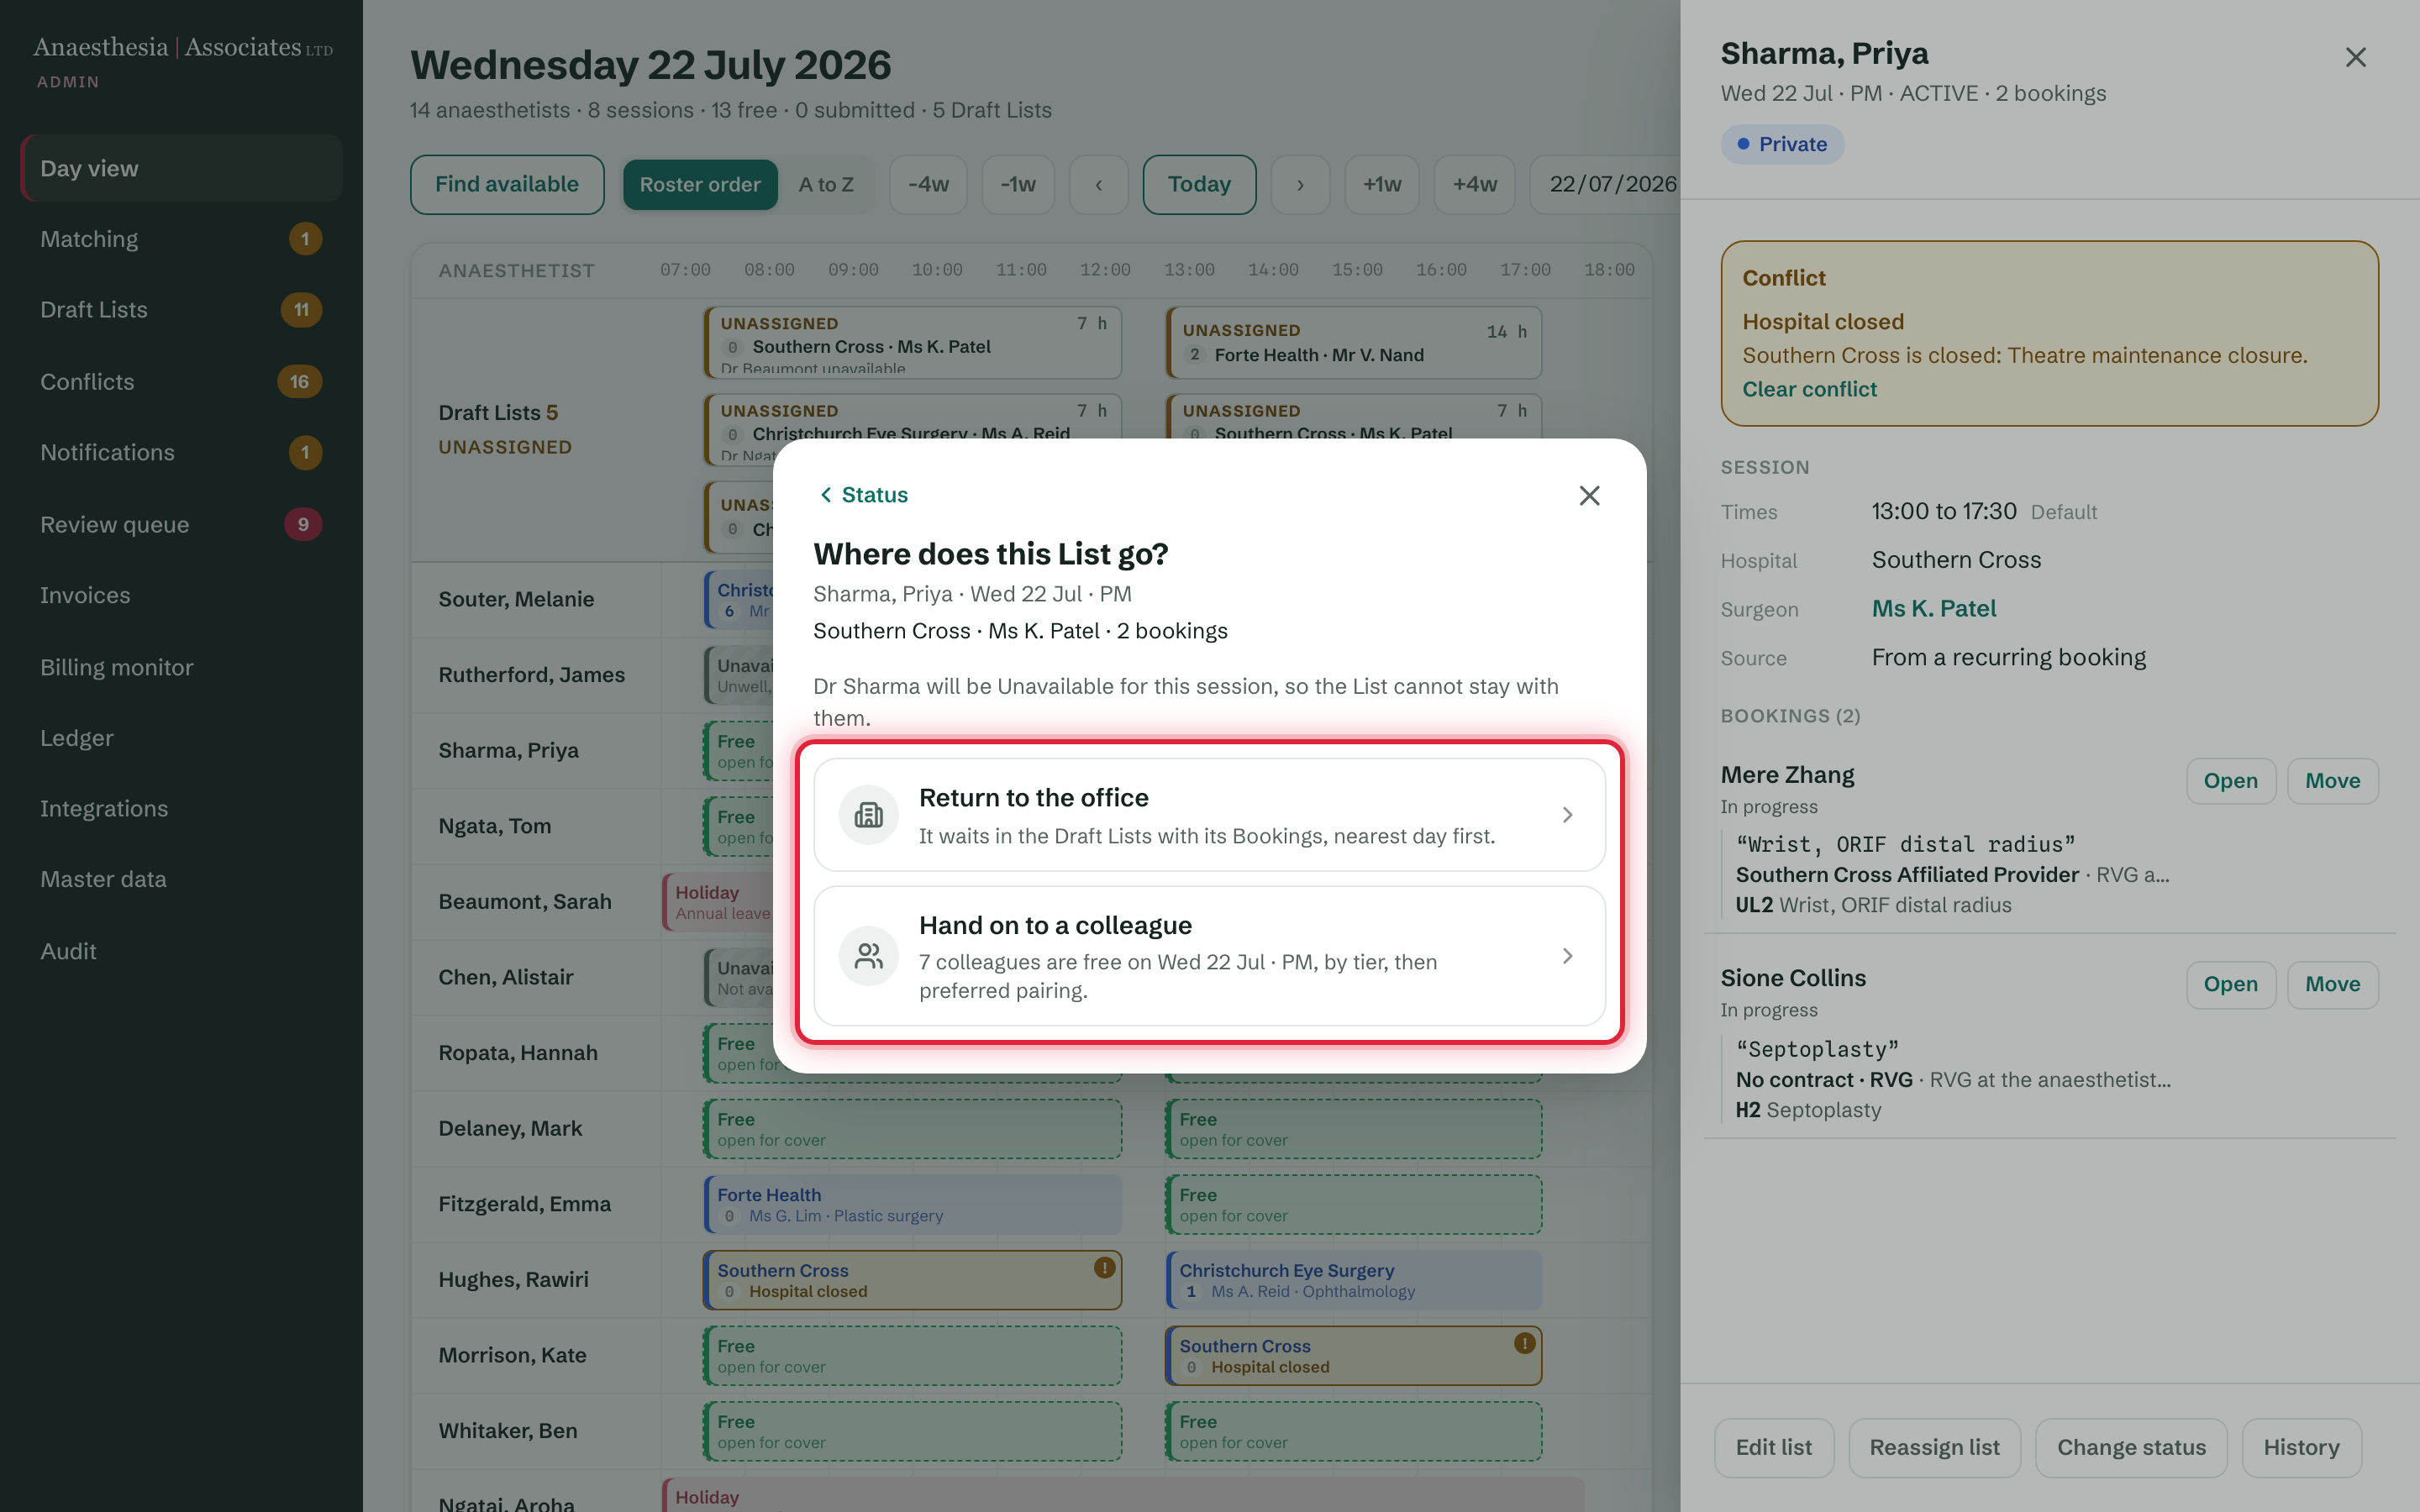 Anaesthesia | Associates LTD
ADMIN
Day view
Matching 1
Draft Lists 11
Conflicts 16
Notifications 1
Review queue 9
Invoices
Billing monitor
Ledger
Integrations
Master data
Audit
Wednesday 22 July 2026
14 anaesthetists · 8 sessions · 13 free · 0 submitted · 5 Draft Lists
Find available
Roster order
A to Z
-4w
-1w
‹
Today
›
+1w
+4w
22/07/2026
ANAESTHETIST 07:00 08:00 09:00 10:00 11:00 12:00 13:00 14:00 15:00 16:00 17:00 18:00
Draft Lists 5
UNASSIGNED
UNASSIGNED 7 h
0 Southern Cross · Ms K. Patel
Dr Beaumont unavailable
UNASSIGNED 14 h
2 Forte Health · Mr V. Nand
UNASSIGNED 7 h
0 Christchurch Eye Surgery · Ms A. Reid
UNASSIGNED 7 h
0 Southern Cross · Ms K. Patel
0
Souter, Melanie
6 Mr
Rutherford, James
Unwell,
Sharma, Priya
Free
Ngata, Tom
Free
Beaumont, Sarah
Holiday
Annual leave
Chen, Alistair
Ropata, Hannah
Free
open for
Delaney, Mark
Free
open for cover
Free
open for cover
Fitzgerald, Emma
Forte Health
0 Ms G. Lim · Plastic surgery
Free
open for cover
Hughes, Rawiri
Southern Cross !
0 Hospital closed
Christchurch Eye Surgery
1 Ms A. Reid · Ophthalmology
Morrison, Kate
Free
open for cover
Southern Cross !
0 Hospital closed
Whitaker, Ben
Free
open for cover
Free
open for cover
Ngatai, Aroha
Holiday
Status
Where does this List go?
Sharma, Priya · Wed 22 Jul · PM
Southern Cross · Ms K. Patel · 2 bookings
Dr Sharma will be Unavailable for this session, so the List cannot stay with
them.
Return to the office
It waits in the Draft Lists with its Bookings, nearest day first.
Hand on to a colleague
7 colleagues are free on Wed 22 Jul · PM, by tier, then
preferred pairing.
Sharma, Priya
Wed 22 Jul · PM · ACTIVE · 2 bookings
Private
Conflict
Hospital closed
Southern Cross is closed: Theatre maintenance closure.
Clear conflict
SESSION
Times 13:00 to 17:30 Default
Hospital Southern Cross
Surgeon Ms K. Patel
Source From a recurring booking
BOOKINGS (2)
Mere Zhang
In progress
Open
Move
“Wrist, ORIF distal radius”
Southern Cross Affiliated Provider · RVG a…
UL2 Wrist, ORIF distal radius
Sione Collins
In progress
Open
Move
“Septoplasty”
No contract · RVG · RVG at the anaesthetist…
H2 Septoplasty
Edit list
Reassign list
Change status
History